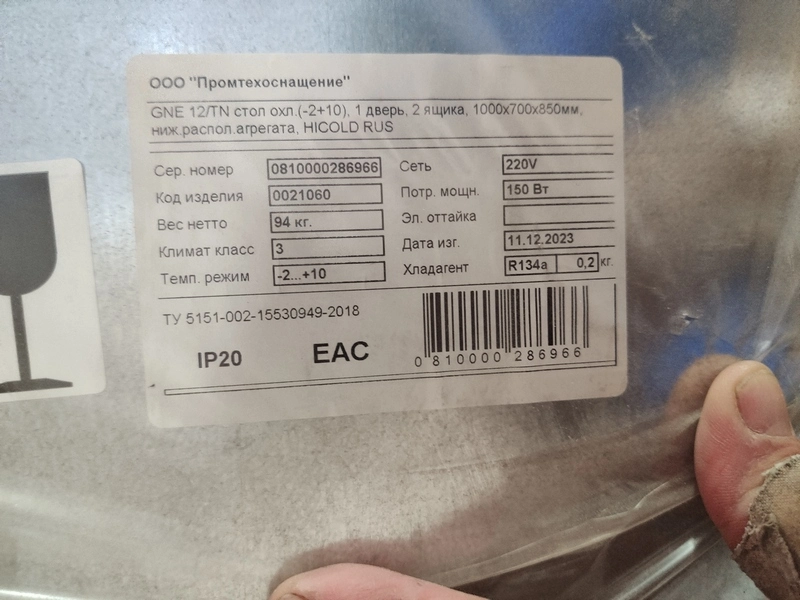 ООО "Промтехоснащение"
GNE 12/TN стол охл.(-2+10), 1 дверь, 2 ящика, 1000х700х850мм,
ниж.распол.агрегата, HICOLD RUS
Сер. номер 0810000286966 Сеть 220V
Код изделия 0021060 Потр. мощн. 150 Вт
Вес нетто 94 кг. Эл. оттайка
Климат класс 3 Дата изг. 11.12.2023
Темп. режим -2...+10 Хладагент R134a 0,2 кг.
ТУ 5151-002-15530949-2018
IP20 EAC 0 810000 286966